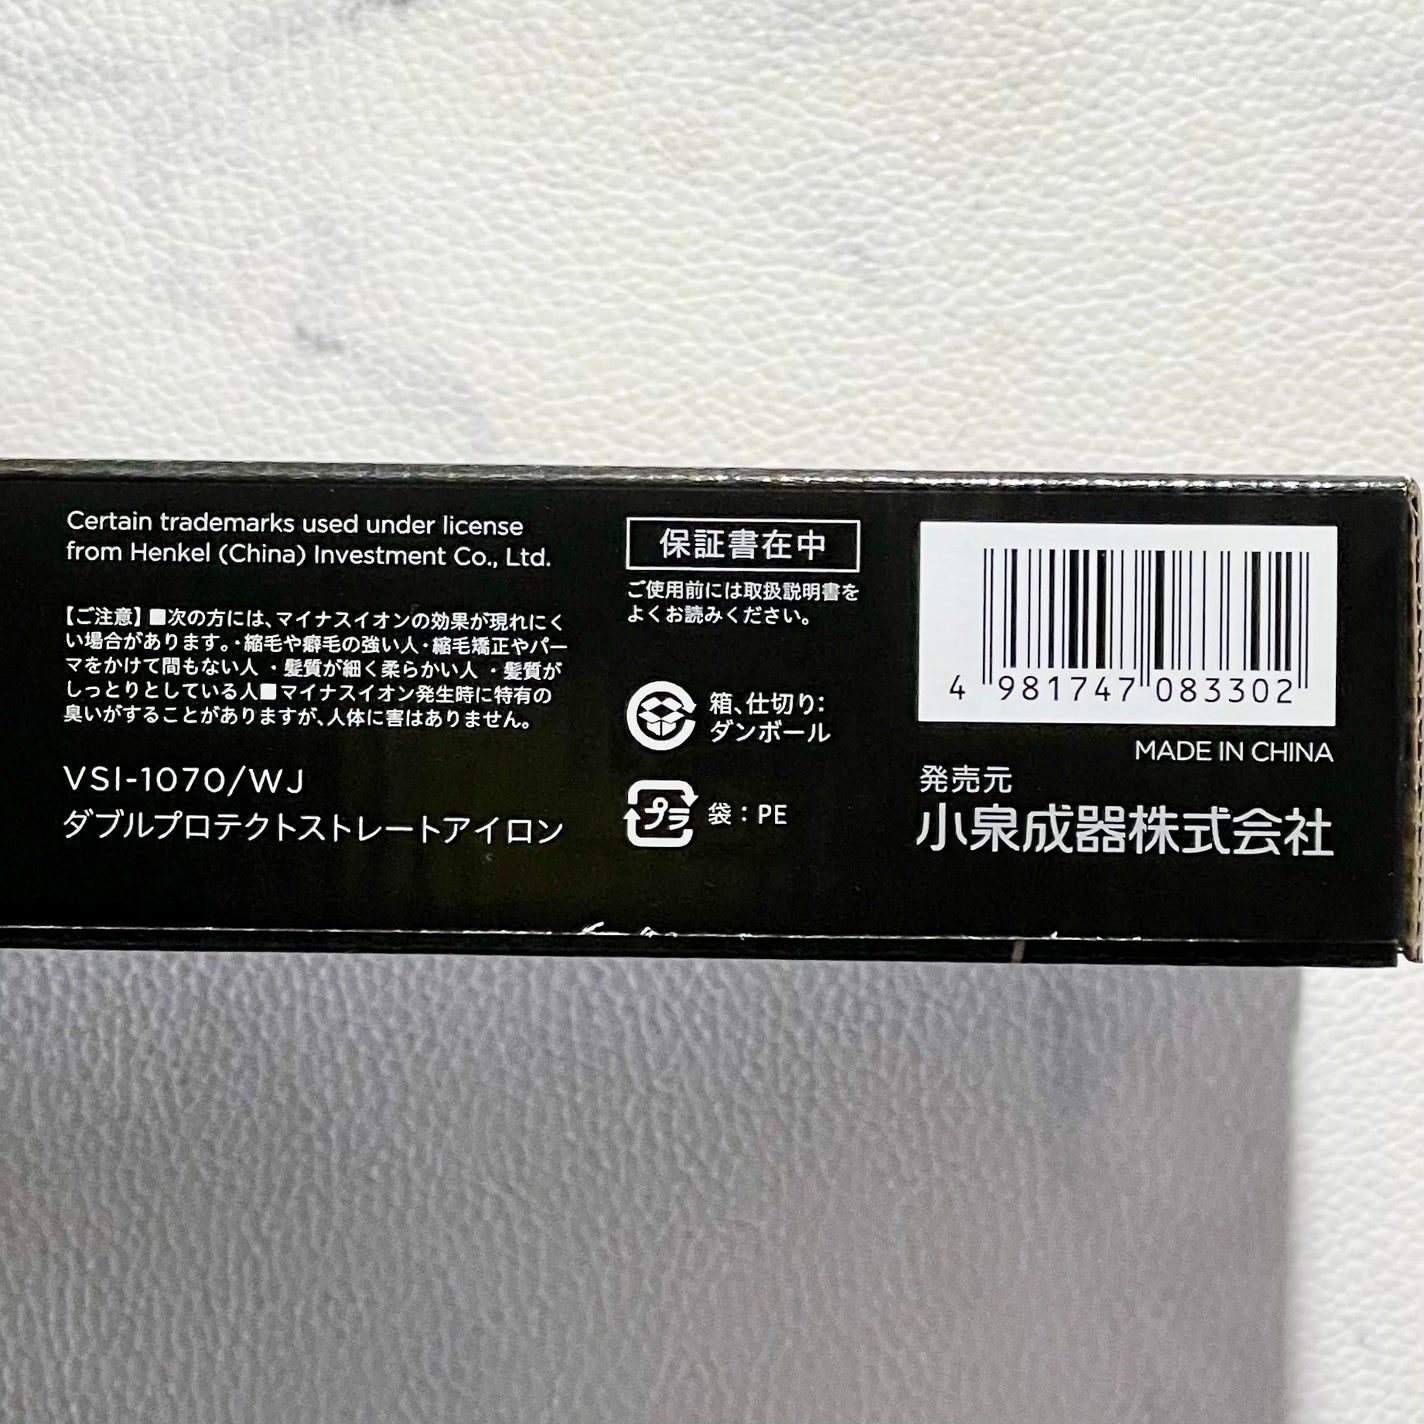 Certain trademarks used under license
from Henkel (China) Investment Co., Ltd.
【ご注意】■次の方には、マイナスイオンの効果が現れにく
い場合があります。・縮毛や癖毛の強い人・縮毛矯正やパー
マをかけて間もない人 ・髪質が細く柔らかい人 ・髪質が
しっとりとしている人■マイナスイオン発生時に特有の
臭いがすることがありますが、人体に害はありません。
VSI-1070/WJ
ダブルプロテクトストレートアイロン
保証書在中
ご使用前には取扱説明書を
よくお読みください。
箱、仕切り:
ダンボール
プラ
袋：PE
4 981747 083302
MADE IN CHINA
発売元
小泉成器株式会社